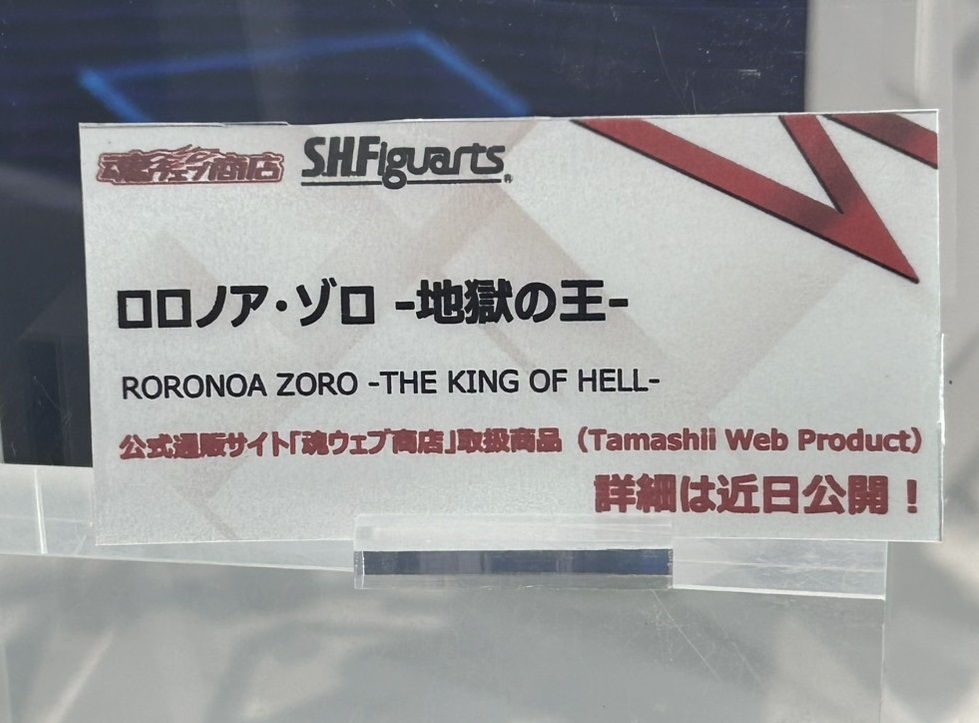 魂ウェブ商店 S.H.Figuarts®
ロロノア・ゾロ -地獄の王-
RORONOA ZORO -THE KING OF HELL-
公式通販サイト「魂ウェブ商店」取扱商品（Tamashii Web Product）
詳細は近日公開！